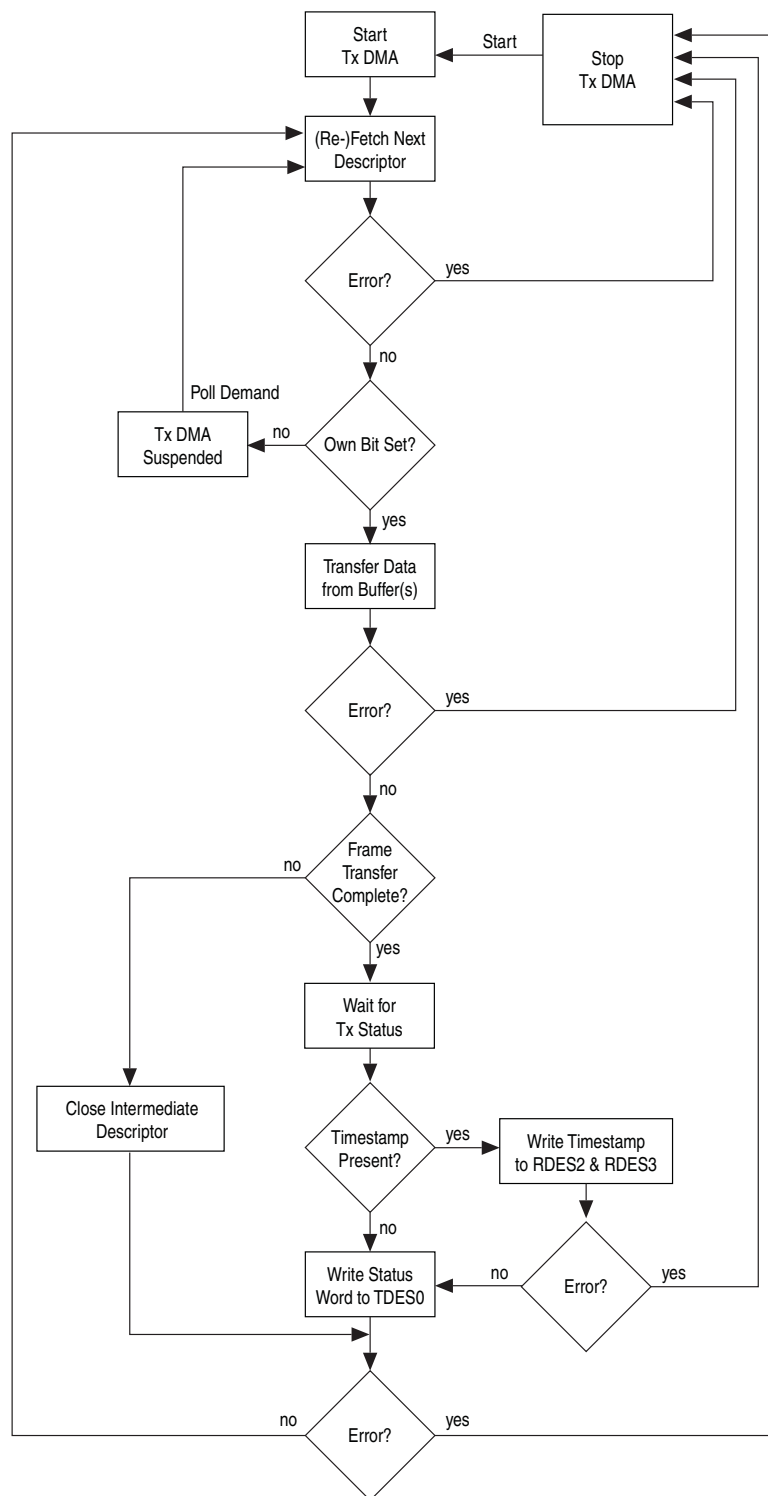 Start
Tx DMA
Start
Stop
Tx DMA
(Re-)Fetch Next
Descriptor
Error?
yes
no
Poll Demand
Tx DMA
Suspended
no
Own Bit Set?
yes
Transfer Data
from Buffer(s)
Error?
yes
no
no
Frame
Transfer
Complete?
yes
Wait for
Tx Status
Close Intermediate
Descriptor
Timestamp
Present?
yes
Write Timestamp
to RDES2 & RDES3
no
Write Status
Word to TDES0
no
Error?
yes
no
Error?
yes